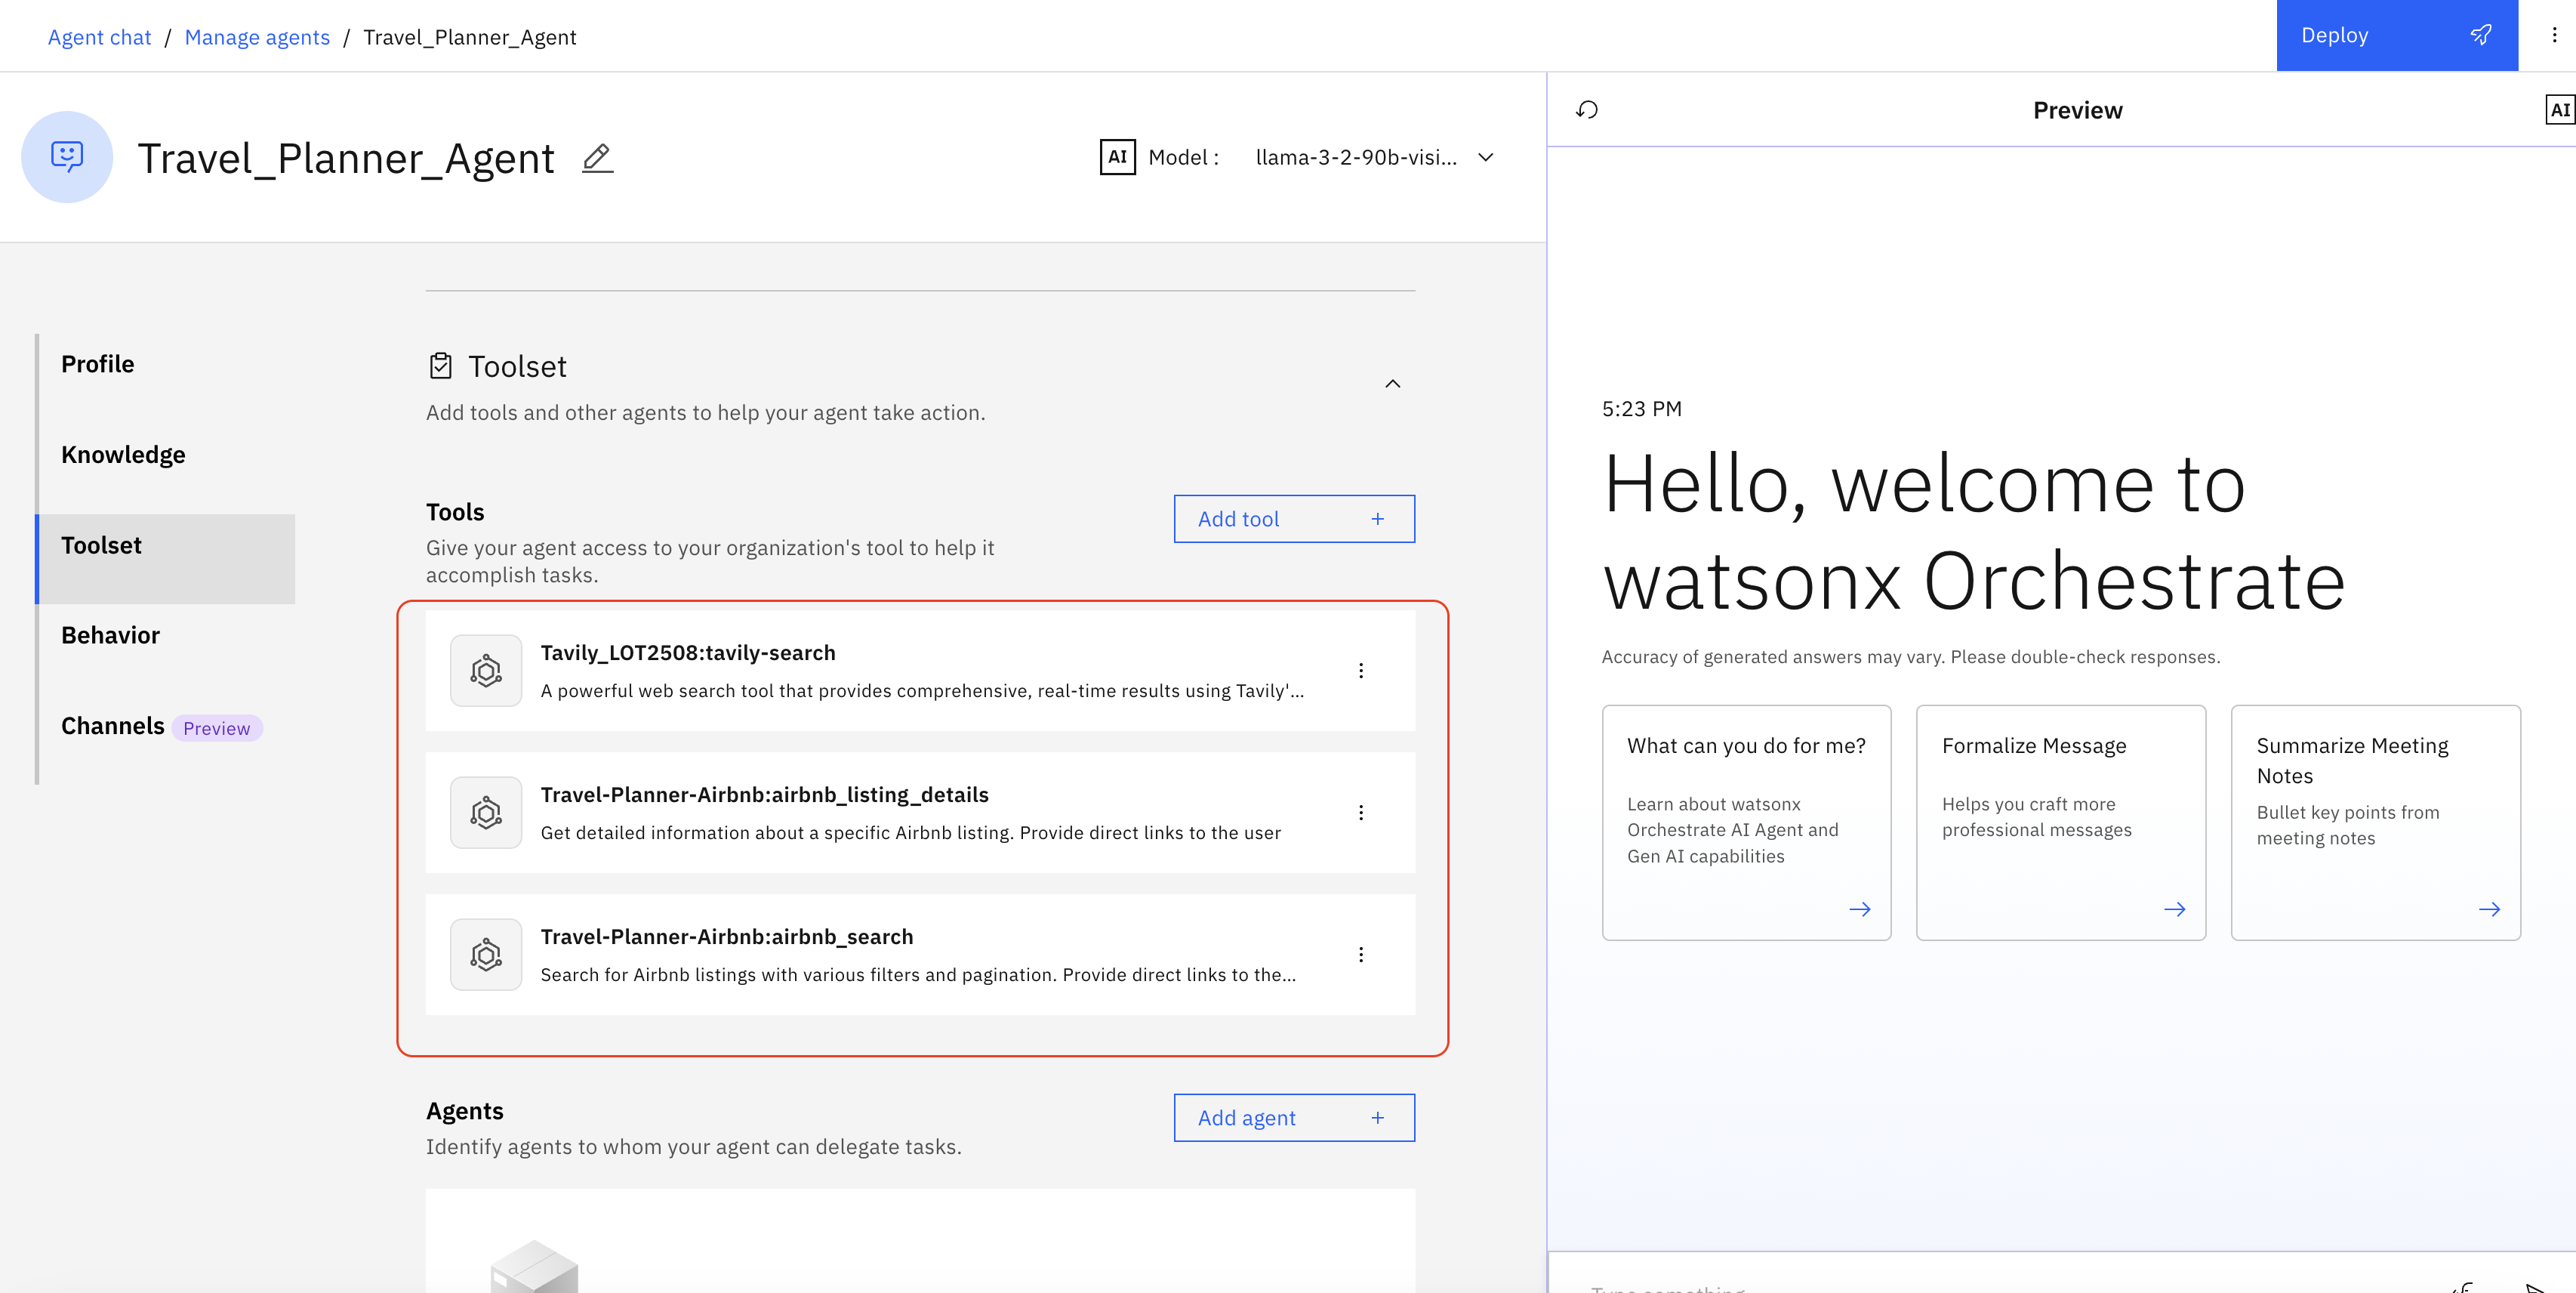 Agent chat / Manage agents / Travel_Planner_Agent
Deploy
Travel_Planner_Agent
AI Model : llama-3-2-90b-visi...
Preview
AI
Profile
Knowledge
Toolset
Behavior
Channels Preview
Toolset
Add tools and other agents to help your agent take action.
Tools
Give your agent access to your organization's tool to help it
accomplish tasks.
Add tool +
Tavily_LOT2508:tavily-search
A powerful web search tool that provides comprehensive, real-time results using Tavily'...
Travel-Planner-Airbnb:airbnb_listing_details
Get detailed information about a specific Airbnb listing. Provide direct links to the user
Travel-Planner-Airbnb:airbnb_search
Search for Airbnb listings with various filters and pagination. Provide direct links to the...
Agents
Identify agents to whom your agent can delegate tasks.
Add agent +
5:23 PM
Hello, welcome to
watsonx Orchestrate
Accuracy of generated answers may vary. Please double-check responses.
What can you do for me?
Learn about watsonx
Orchestrate AI Agent and
Gen AI capabilities
Formalize Message
Helps you craft more
professional messages
Summarize Meeting
Notes
Bullet key points from
meeting notes
Type something